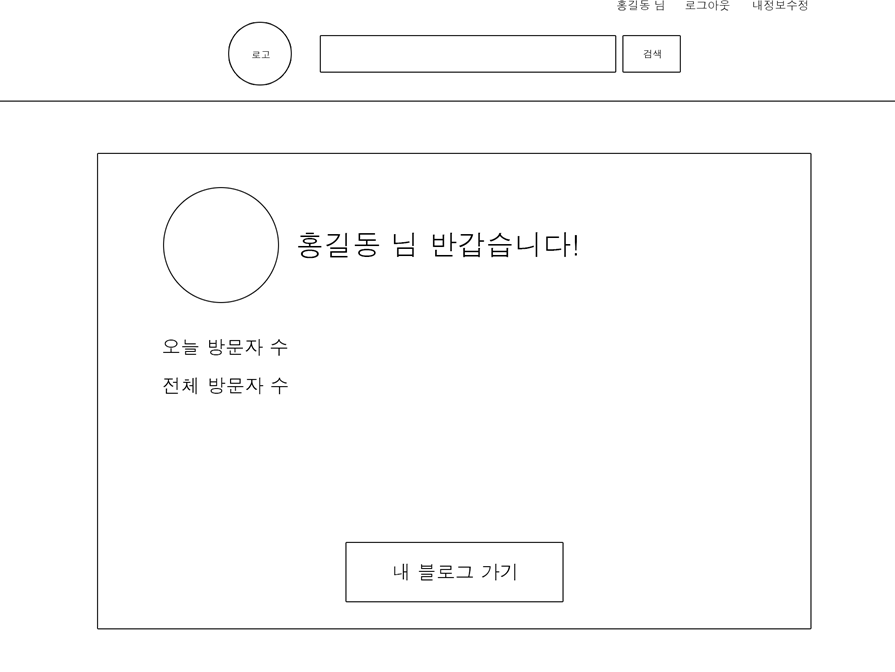 홍길동 님 로그아웃 내정보수정
로고 검색
홍길동 님 반갑습니다!
오늘 방문자 수
전체 방문자 수
내 블로그 가기